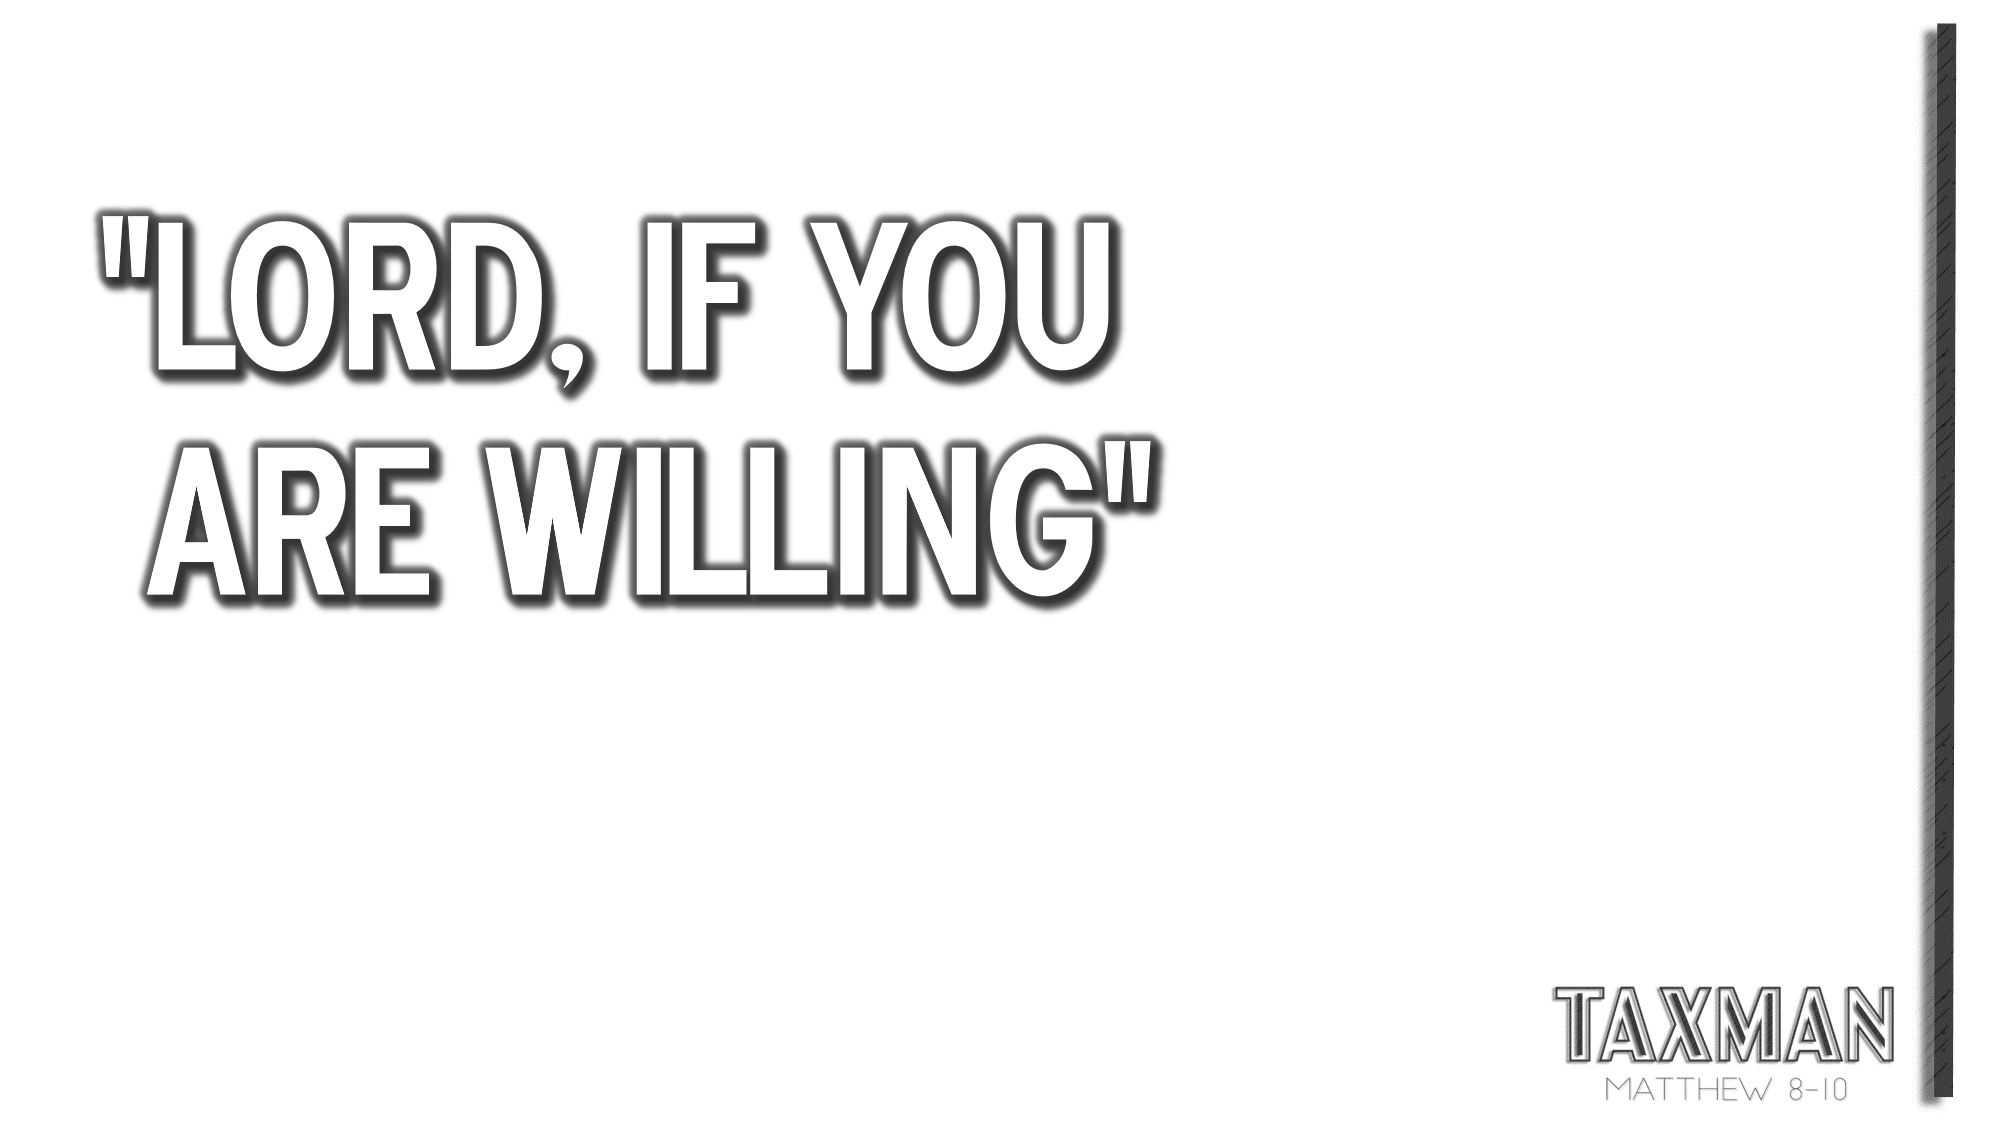 "LORD, IF YOU
ARE WILLING"
TAXMAN
MATTHEW 8-10